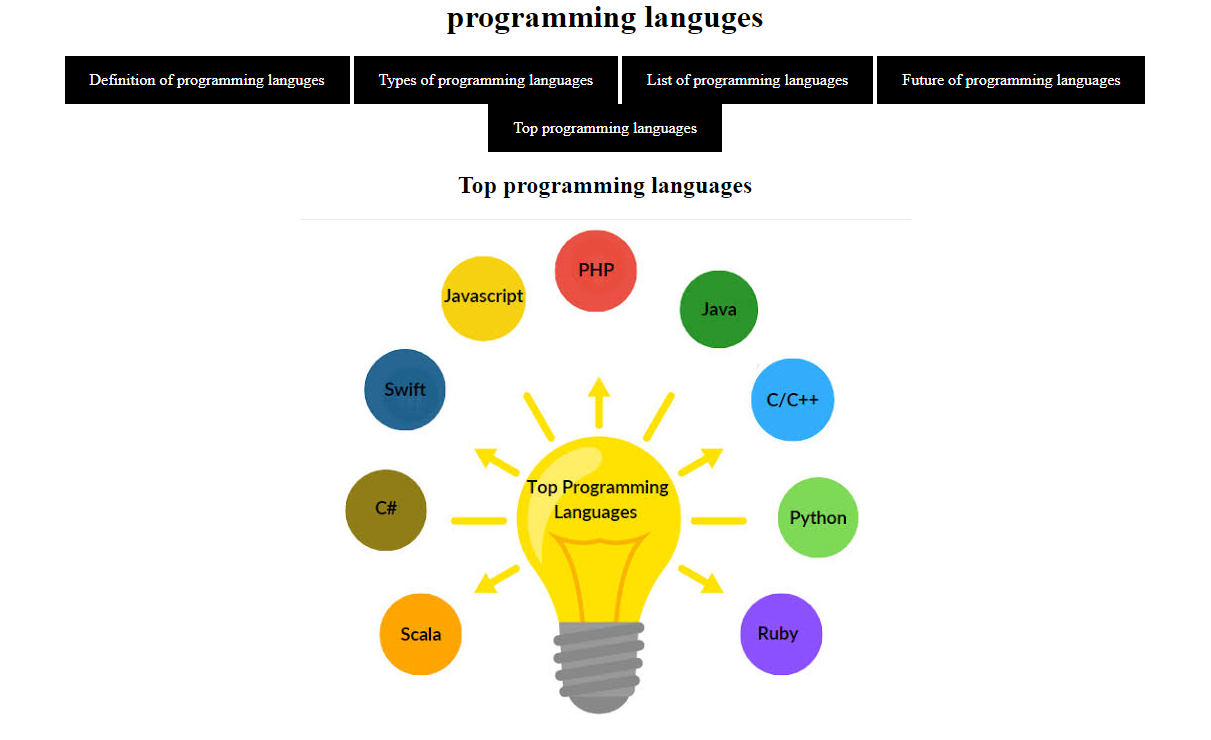 programming languges
Definition of programming languges
Types of programming languages
List of programming languages
Future of programming languages
Top programming languages
Top programming languages
PHP
Javascript
Java
Swift
C/C++
Top Programming
Languages
C#
Python
Scala
Ruby